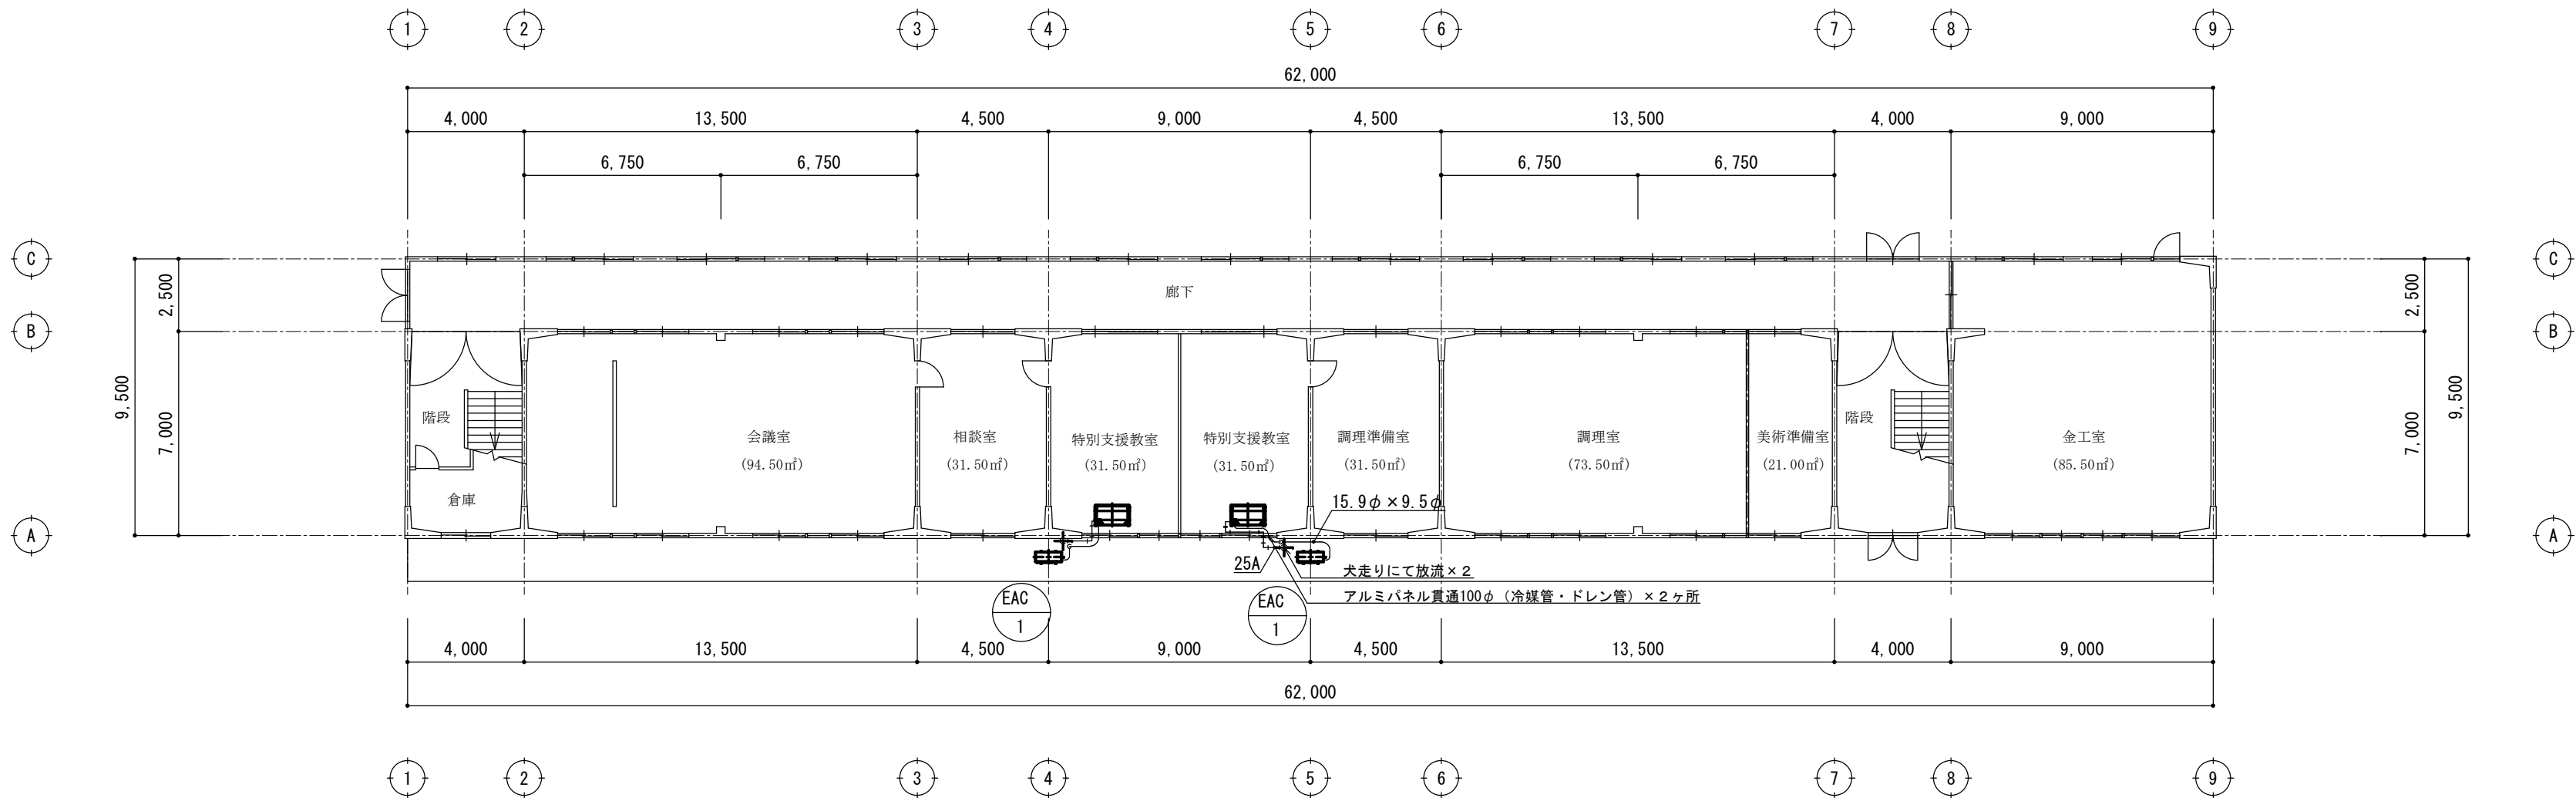 1 2 3 4 5 6 7 8 9
62,000
4,000 13,500 4,500 9,000 4,500 13,500 4,000 9,000
6,750 6,750 6,750 6,750
C C
2,500 廊下 2,500
B B
9,500 7,000 7,000 9,500
階段 会議室 相談室 特別支援教室 特別支援教室 調理準備室 調理室 美術準備室 階段 金工室
(94.50㎡) (31.50㎡) (31.50㎡) (31.50㎡) (31.50㎡) (73.50㎡) (21.00㎡) (85.50㎡)
倉庫
15.9φ×9.5φ
A A
25A 犬走りにて放流×2
アルミパネル貫通100φ（冷媒管・ドレン管）×2ヶ所
EAC EAC
1 1
4,000 13,500 4,500 9,000 4,500 13,500 4,000 9,000
62,000
1 2 3 4 5 6 7 8 9